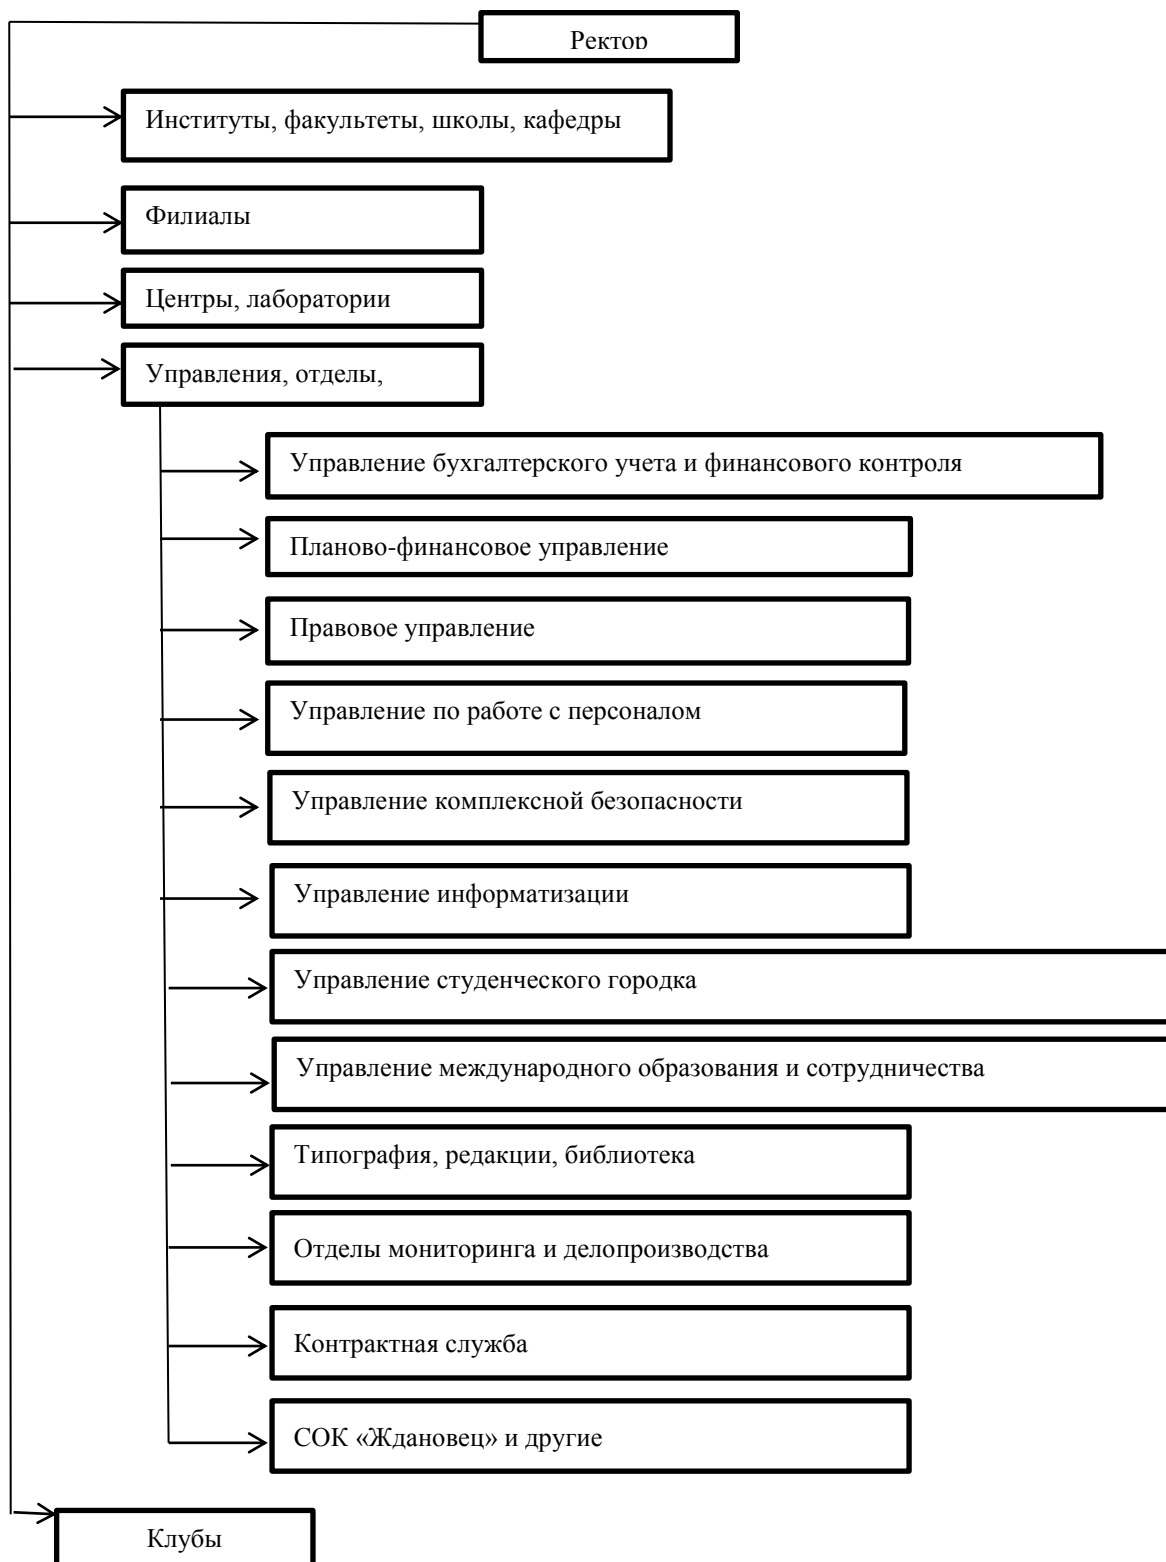 Ректор
Институты, факультеты, школы, кафедры
Филиалы
Центры, лаборатории
Управления, отделы,
Управление бухгалтерского учета и финансового контроля
Планово-финансовое управление
Правовое управление
Управление по работе с персоналом
Управление комплексной безопасности
Управление информатизации
Управление студенческого городка
Управление международного образования и сотрудничества
Типография, редакции, библиотека
Отделы мониторинга и делопроизводства
Контрактная служба
СОК «Ждановец» и другие
Клубы